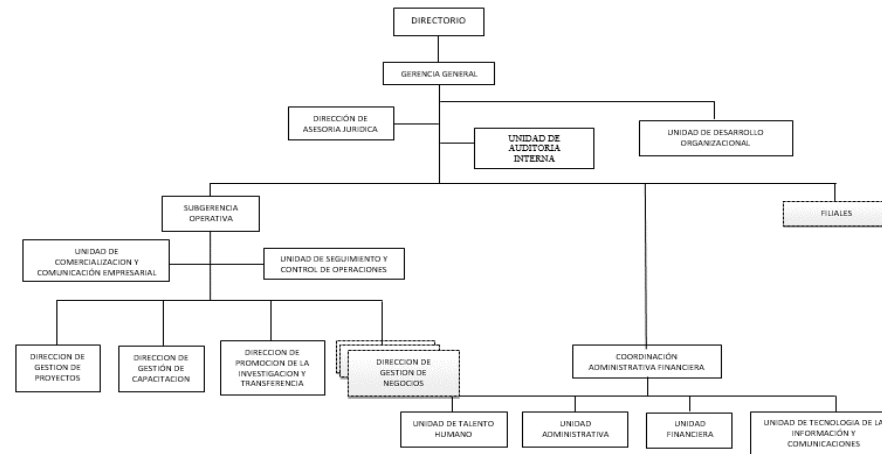 DIRECTORIO
GERENCIA GENERAL
DIRECCIÓN DE
ASESORIA JURIDICA
UNIDAD DE
AUDITORIA
INTERNA
UNIDAD DE DESARROLLO
ORGANIZACIONAL
SUBGERENCIA
OPERATIVA
FILIALES
UNIDAD DE
COMERCIALIZACION Y
COMUNICACIÓN EMPRESARIAL
UNIDAD DE SEGUIMIENTO Y
CONTROL DE OPERACIONES
DIRECCION DE
GESTION DE
PROYECTOS
DIRECCION DE
GESTIÓN DE
CAPACITACION
DIRECCION DE
PROMOCION DE LA
INVESTIGACION Y
TRANSFERENCIA
DIRECCION DE
GESTION DE
NEGOCIOS
COORDINACIÓN
ADMINISTRATIVA FINANCIERA
UNIDAD DE TALENTO
HUMANO
UNIDAD
ADMINISTRATIVA
UNIDAD
FINANCIERA
UNIDAD DE TECNOLOGIA DE LA
INFORMACIÓN Y
COMUNICACIONES